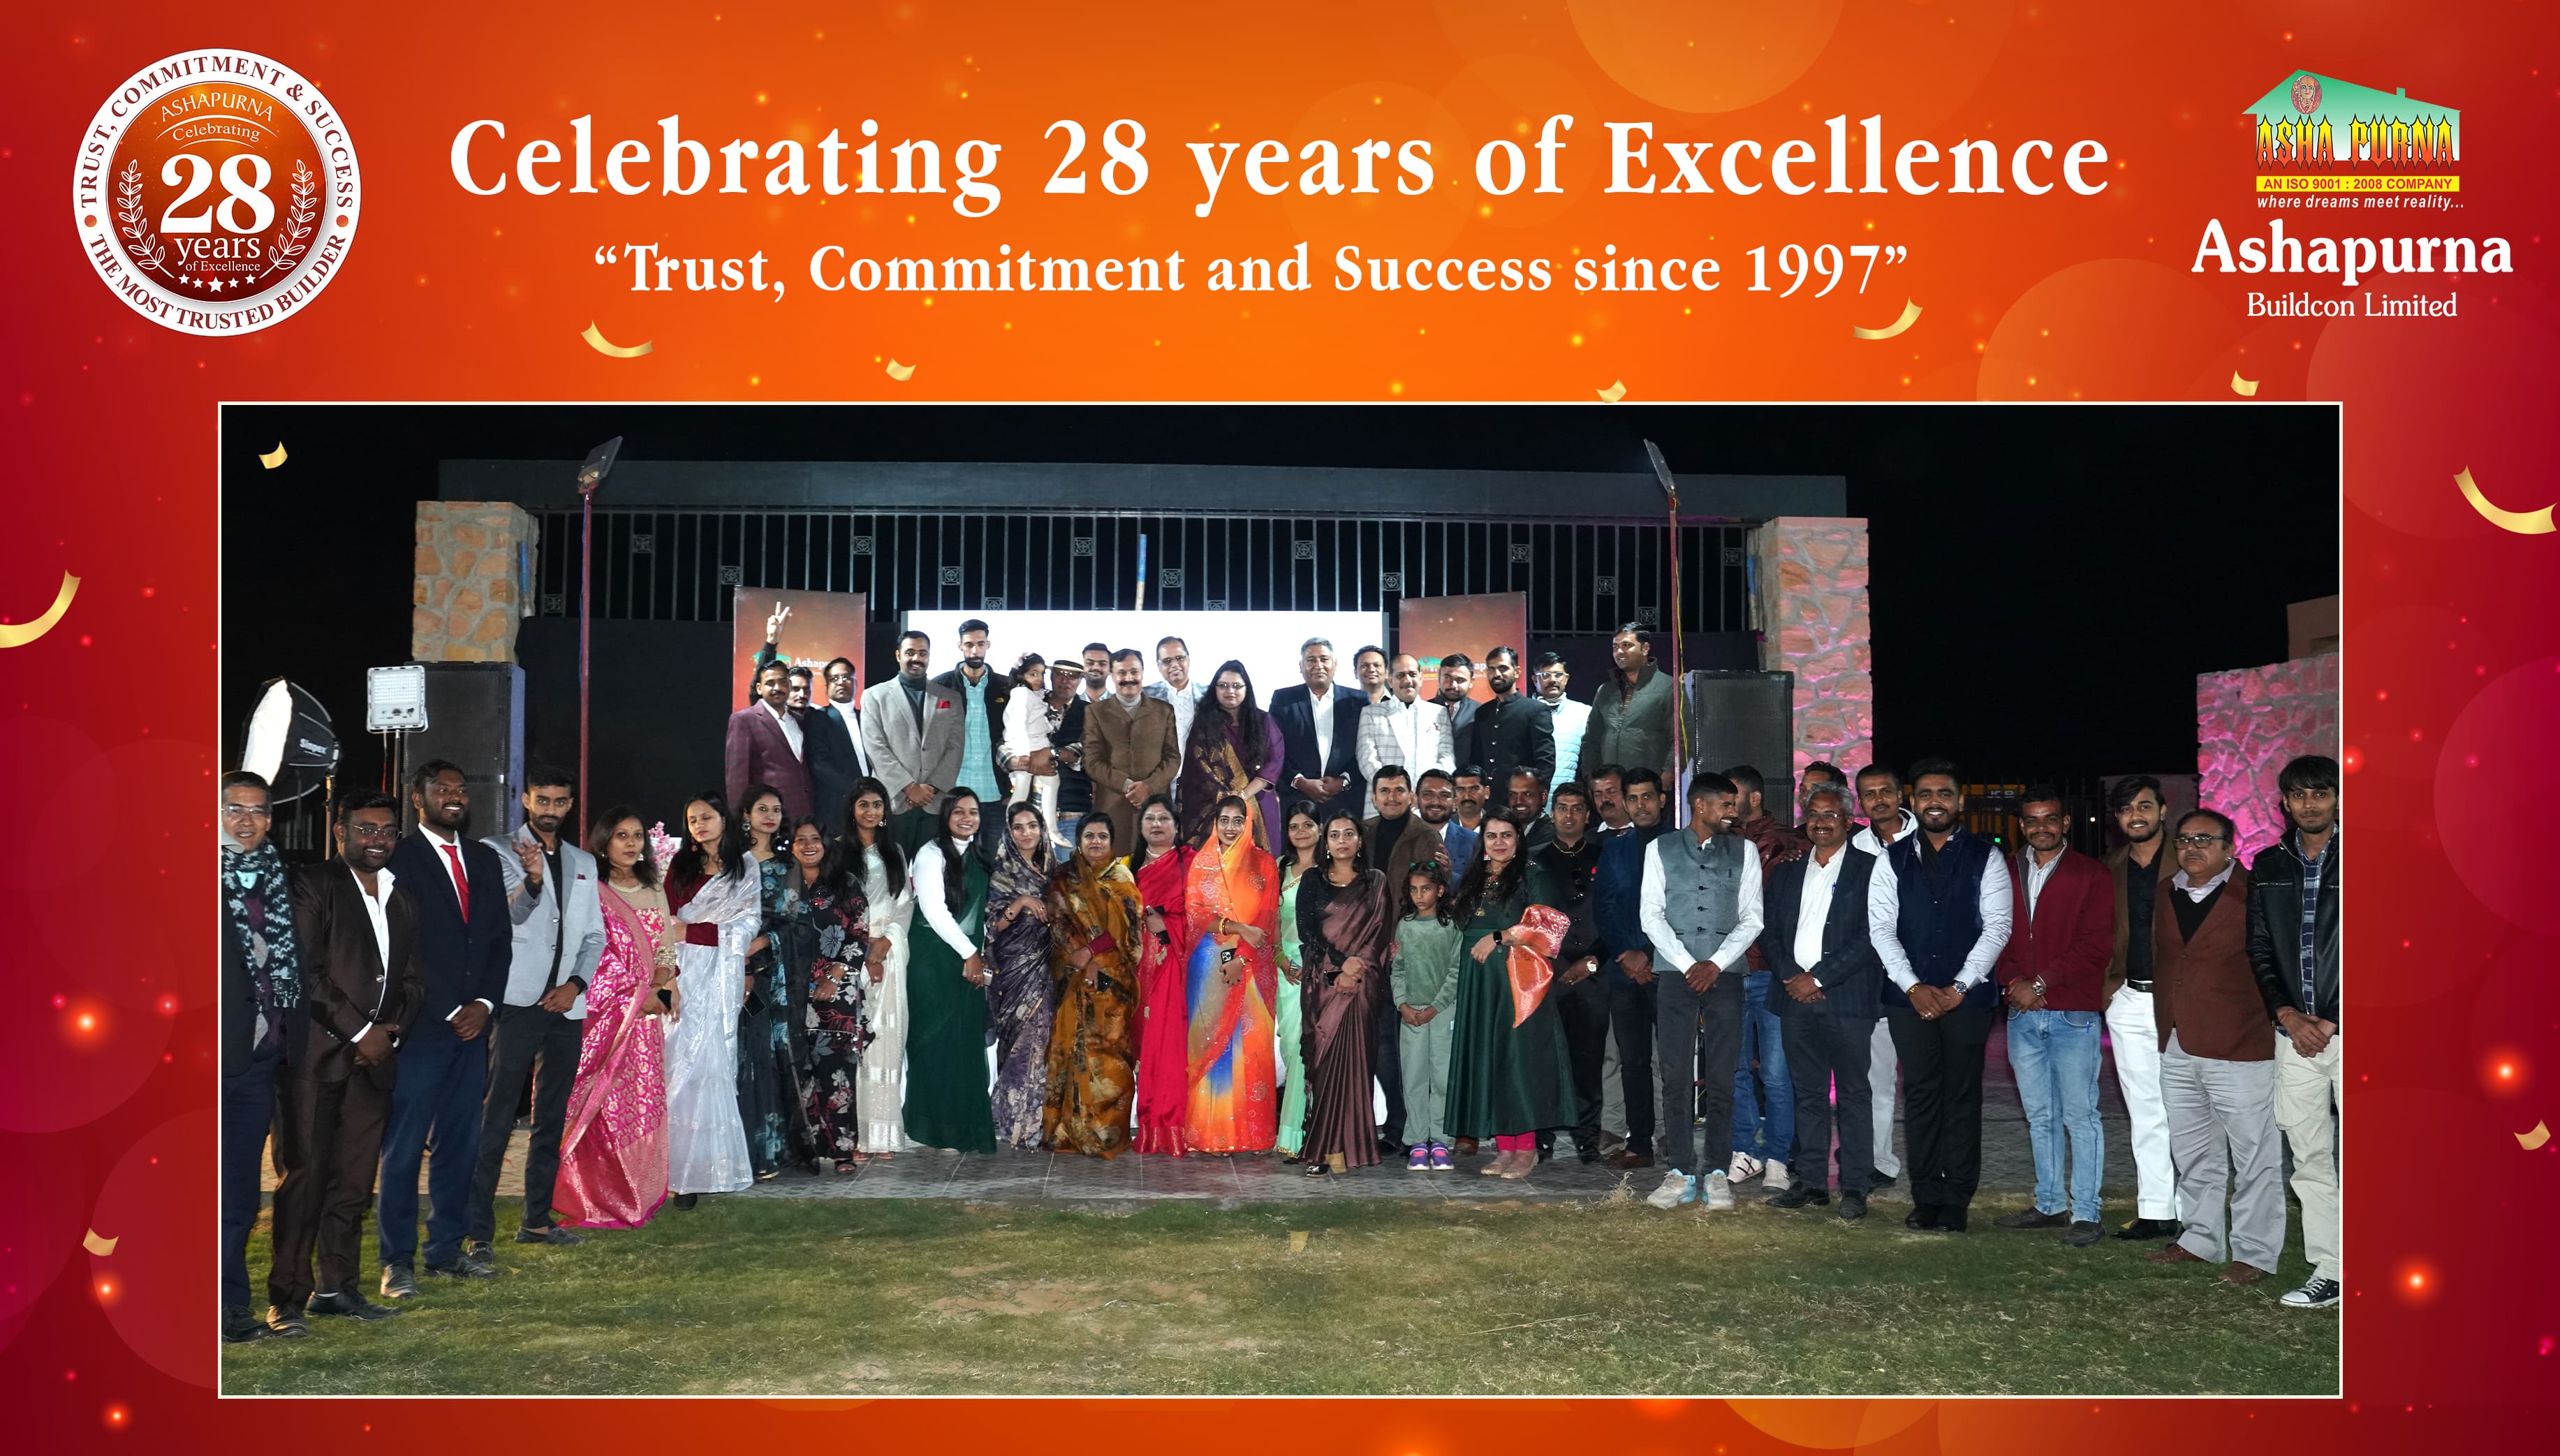 TRUST, COMMITMENT & SUCCESS
ASHAPURNA
Celebrating
28
years
of Excellence
THE MOST TRUSTED BUILDER
Celebrating 28 years of Excellence
“Trust, Commitment and Success since 1997”
ASHA PURNA
AN ISO 9001 : 2008 COMPANY
where dreams meet reality...
Ashapurna
Buildcon Limited
Sinpex